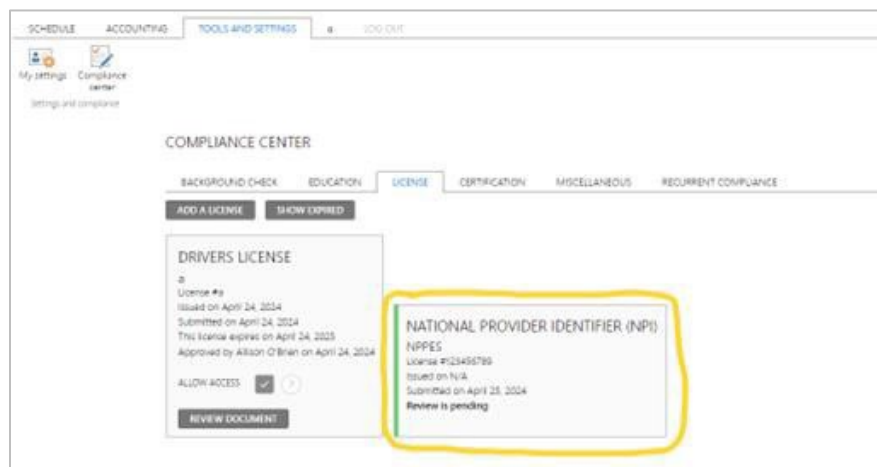 SCHEDULE ACCOUNTING TOOLS AND SETTINGS a LOG OUT
My settings Compliance center
Settings and compliance
COMPLIANCE CENTER
BACKGROUND CHECK EDUCATION LICENSE CERTIFICATION MISCELLANEOUS RECURRENT COMPLIANCE
ADD A LICENSE SHOW EXPIRED
DRIVERS LICENSE
a
License #a
Issued on April 24, 2024
Submitted on April 24, 2024
This license expires on April 24, 2025
Approved by Allison O'Brien on April 24, 2024
ALLOW ACCESS ?
REVIEW DOCUMENT
NATIONAL PROVIDER IDENTIFIER (NPI)
NPPES
License #123456789
Issued on N/A
Submitted on April 25, 2024
Review is pending